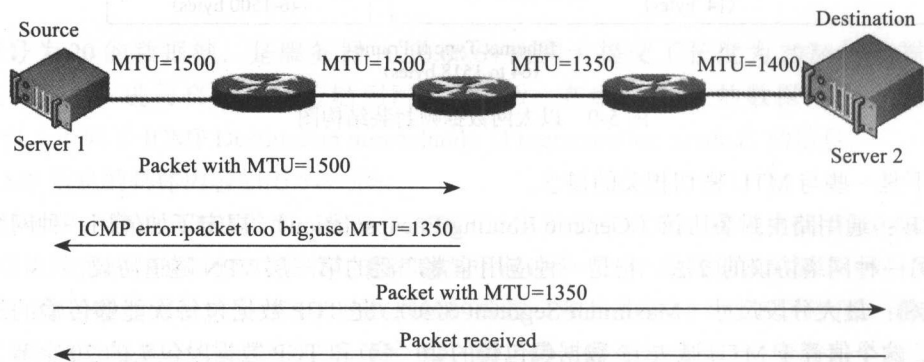 Source
Destination
MTU=1500
MTU=1500
MTU=1350
MTU=1400
Server 1
Server 2
Packet with MTU=1500
ICMP error:packet too big;use MTU=1350
Packet with MTU=1350
Packet received